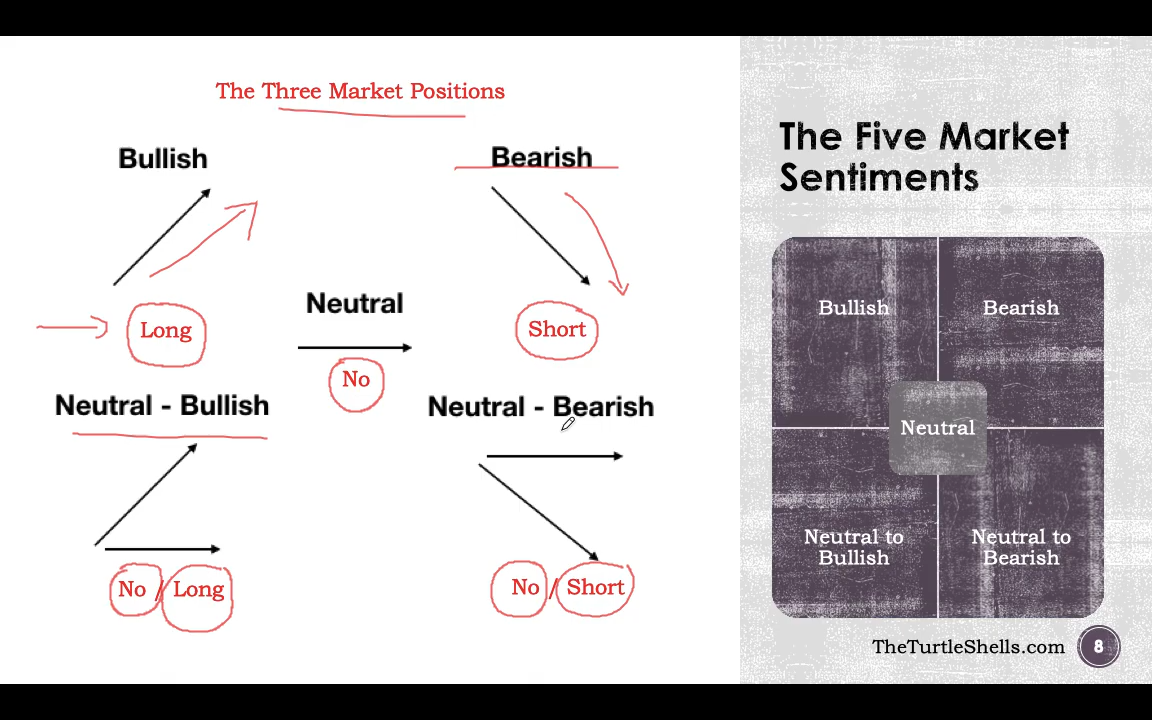 The Three Market Positions
Bullish
Bearish
Long
Neutral
Short
No
Neutral - Bullish
Neutral - Bearish
No / Long
No / Short
The Five Market
Sentiments
Bullish
Bearish
Neutral
Neutral to
Bullish
Neutral to
Bearish
TheTurtleShells.com
8